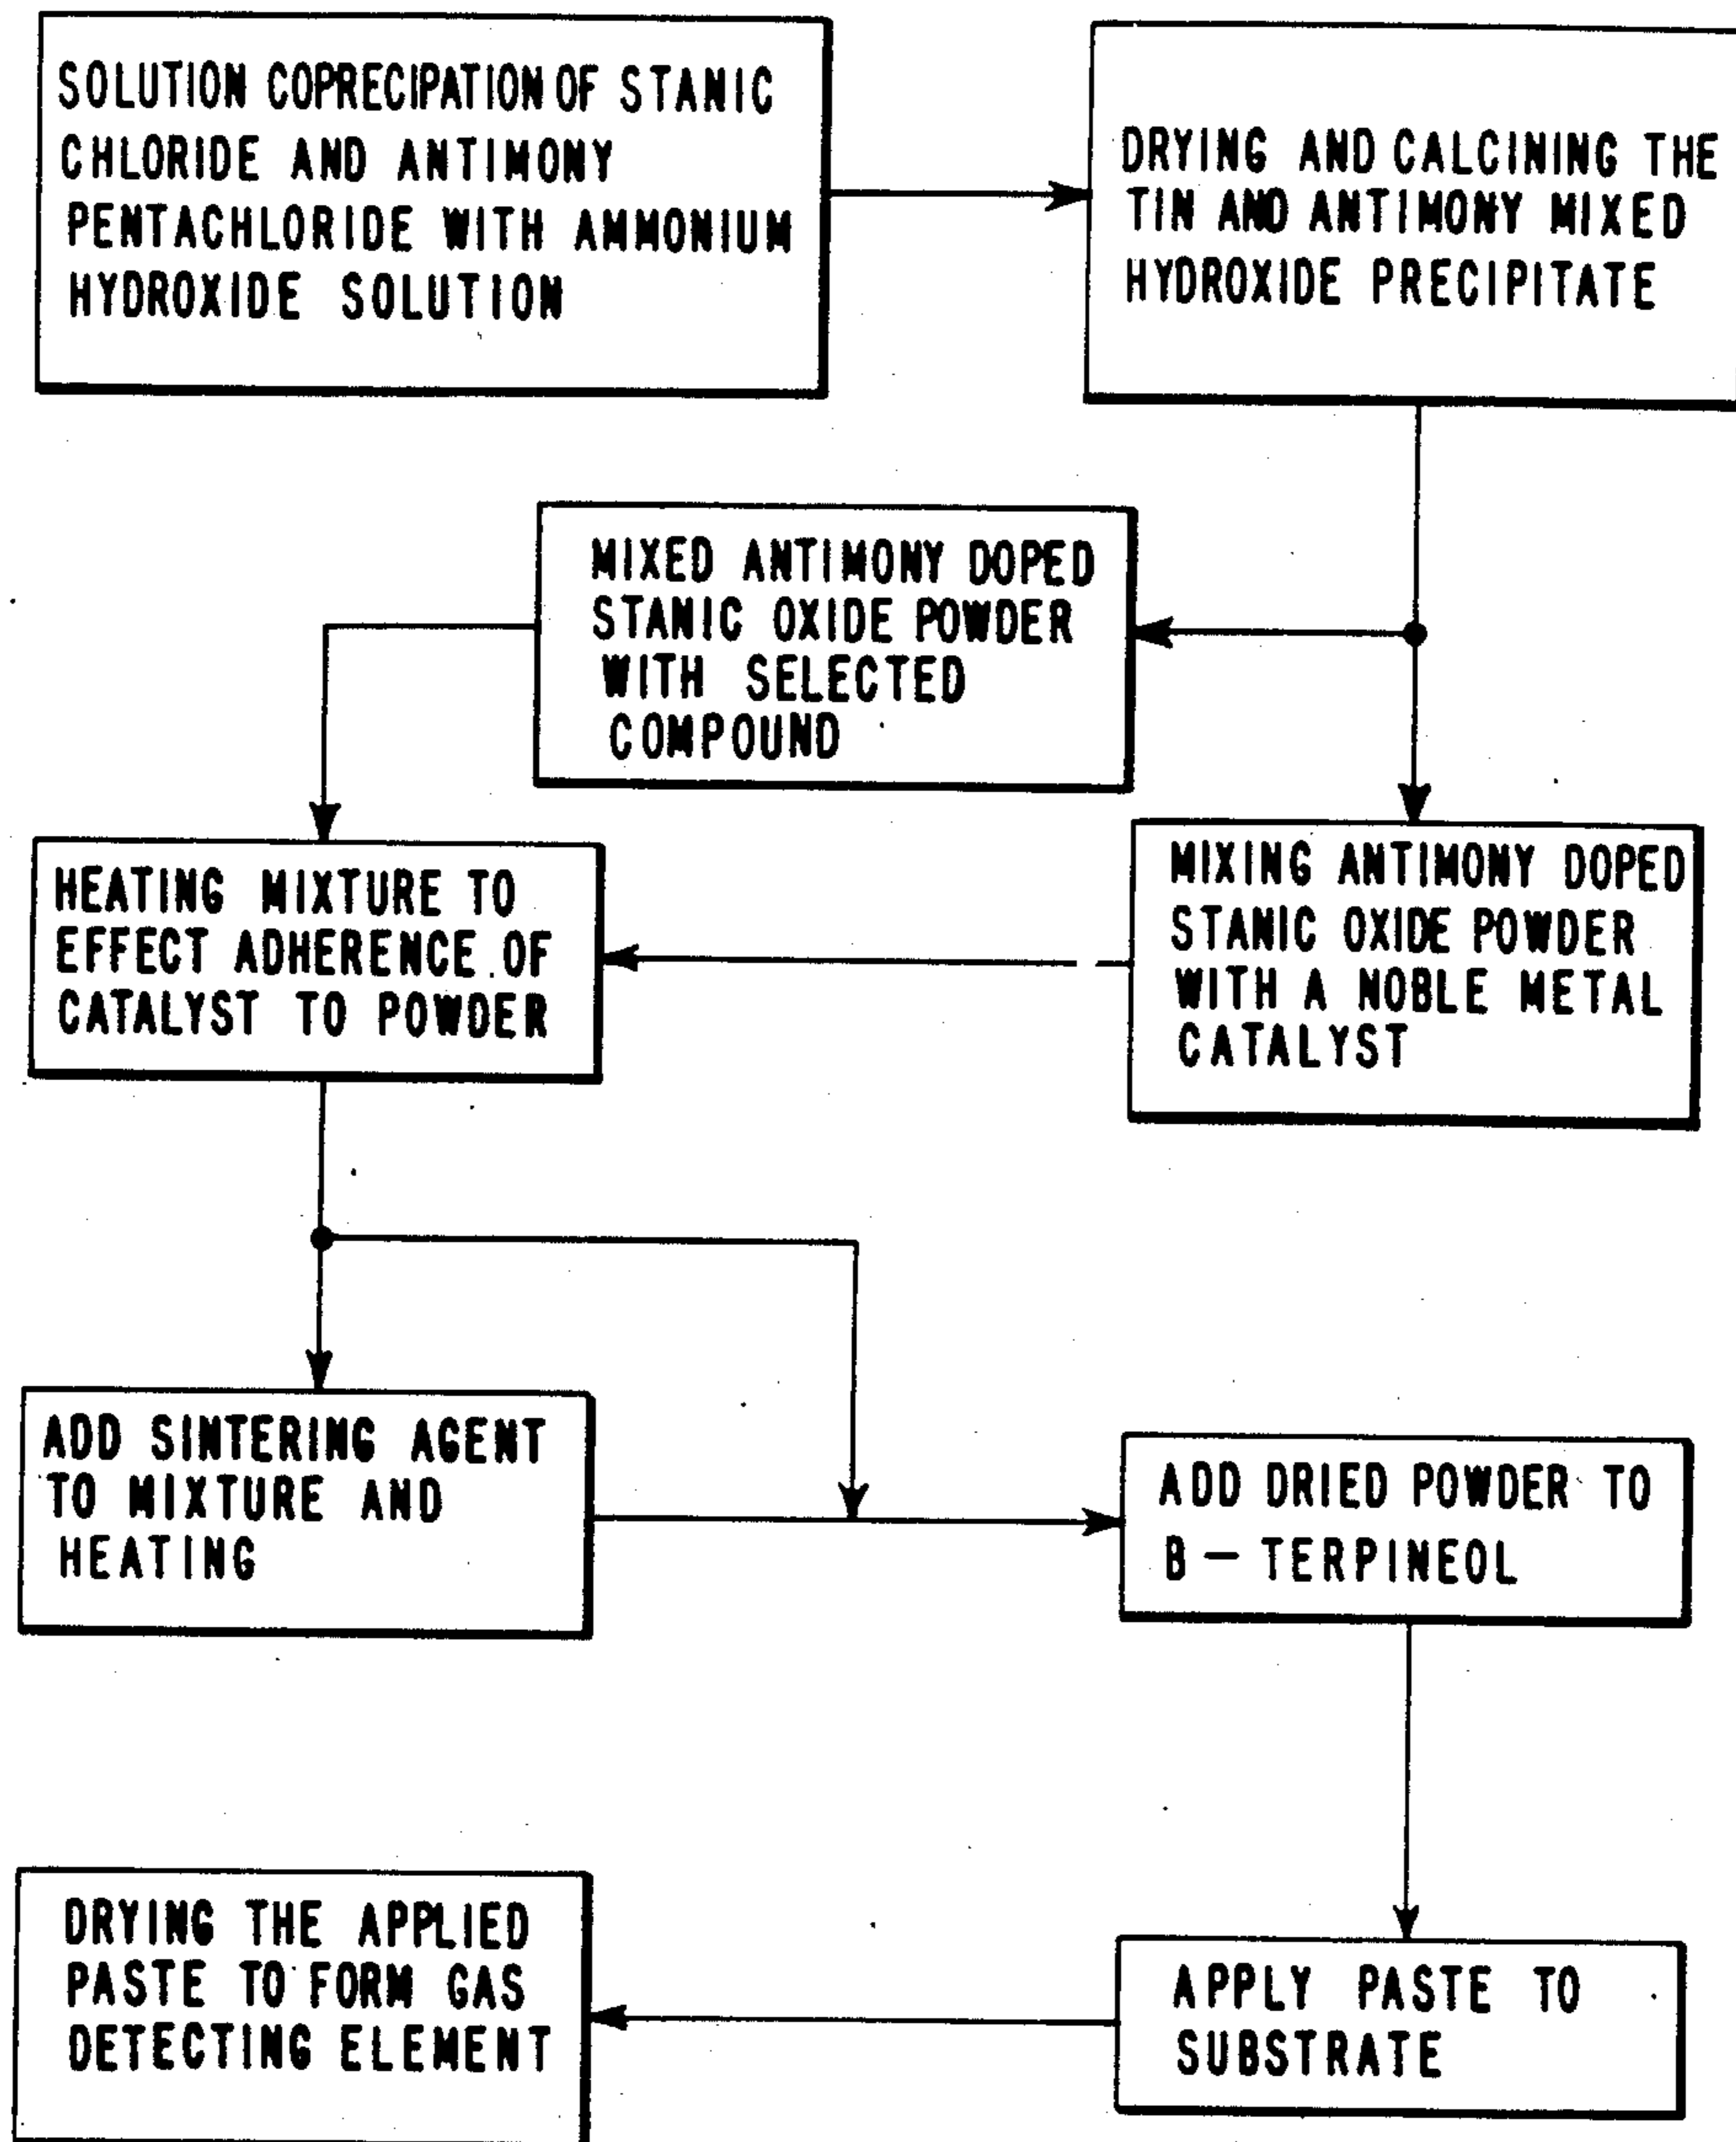 SOLUTION COPRECIPATION OF STANIC
CHLORIDE AND ANTIMONY
PENTACHLORIDE WITH AMMONIUM
HYDROXIDE SOLUTION
DRYING AND CALCINING THE
TIN AND ANTIMONY MIXED
HYDROXIDE PRECIPITATE
MIXED ANTIMONY DOPED
STANIC OXIDE POWDER
WITH SELECTED
COMPOUND
HEATING MIXTURE TO
EFFECT ADHERENCE OF
CATALYST TO POWDER
MIXING ANTIMONY DOPED
STANIC OXIDE POWDER
WITH A NOBLE METAL
CATALYST
ADD SINTERING AGENT
TO MIXTURE AND
HEATING
ADD DRIED POWDER TO
B — TERPINEOL
APPLY PASTE TO
SUBSTRATE
DRYING THE APPLIED
PASTE TO FORM GAS
DETECTING ELEMENT